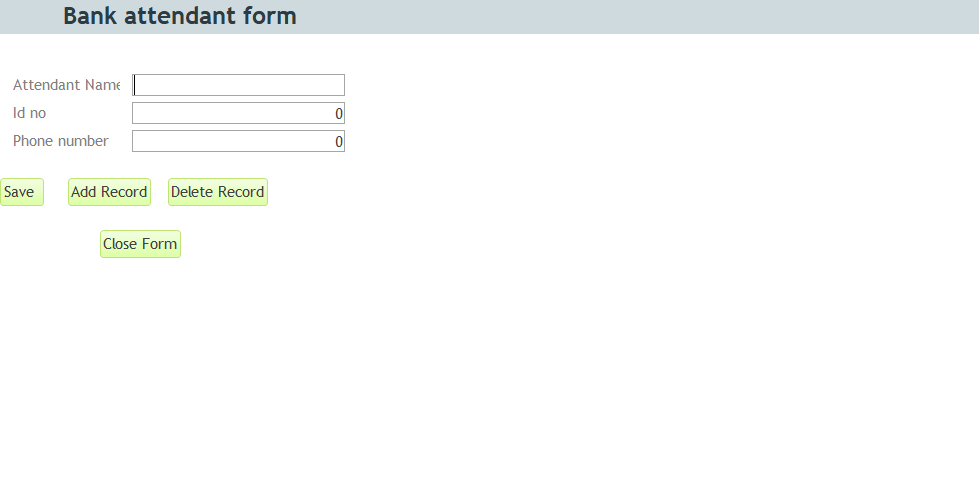 Bank attendant form
Attendant Name
Id no 0
Phone number 0
Save Add Record Delete Record
Close Form